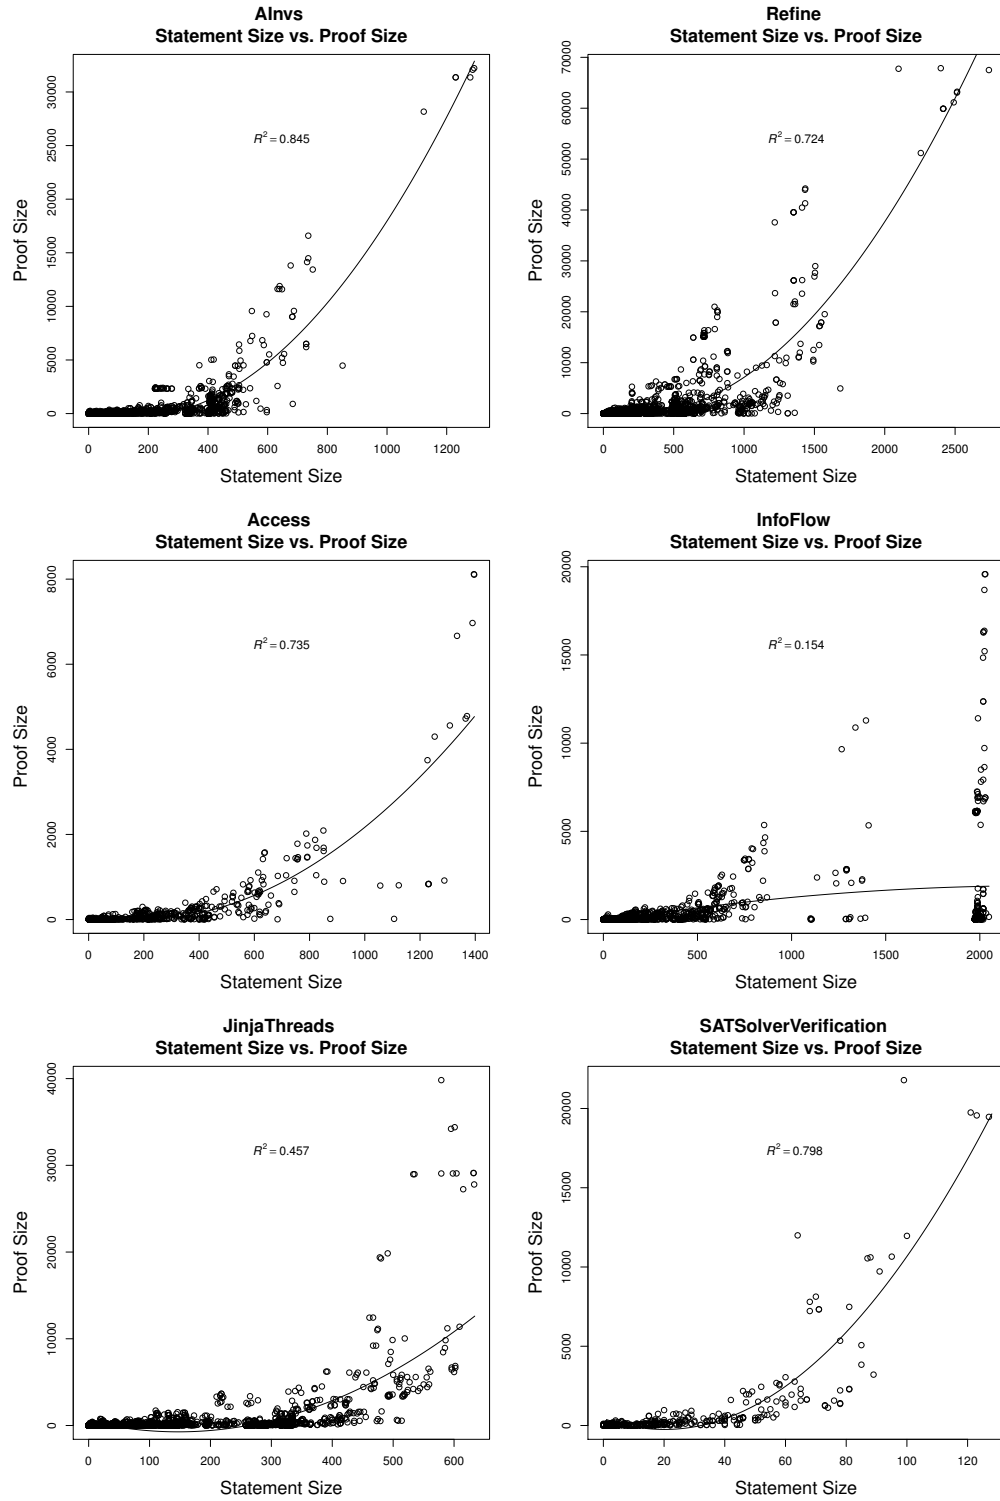 AInvs
Statement Size vs. Proof Size
R² = 0.845
Proof Size
0 5000 10000 15000 20000 25000 30000
0 200 400 600 800 1000 1200
Statement Size
Refine
Statement Size vs. Proof Size
R² = 0.724
Proof Size
0 10000 20000 30000 40000 50000 60000 70000
0 500 1000 1500 2000 2500
Statement Size
Access
Statement Size vs. Proof Size
R² = 0.735
Proof Size
0 2000 4000 6000 8000
0 200 400 600 800 1000 1200 1400
Statement Size
InfoFlow
Statement Size vs. Proof Size
R² = 0.154
Proof Size
0 5000 10000 15000 20000
0 500 1000 1500 2000
Statement Size
JinjaThreads
Statement Size vs. Proof Size
R² = 0.457
Proof Size
0 10000 20000 30000 40000
0 100 200 300 400 500 600
Statement Size
SATSolverVerification
Statement Size vs. Proof Size
R² = 0.798
Proof Size
0 5000 10000 15000 20000
0 20 40 60 80 100 120
Statement Size